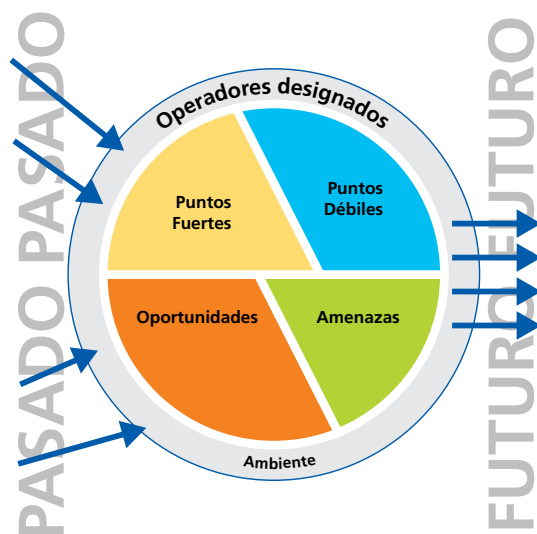 PASADO PASADO
Operadores designados
Puntos
Fuertes
Puntos
Débiles
Oportunidades
Amenazas
Ambiente
FUTURO FUTURO